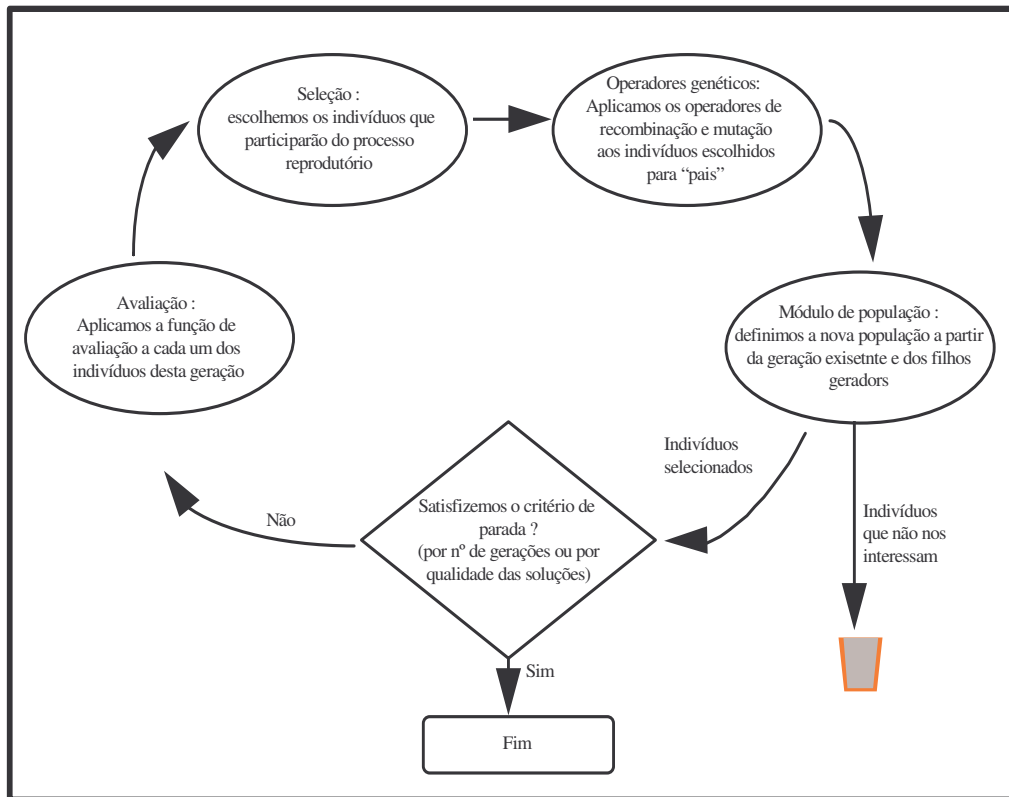 Seleção :
escolhemos os indivíduos que
participarão do processo
reprodutório
Operadores genéticos:
Aplicamos os operadores de
recombinação e mutação
aos indivíduos escolhidos
para “pais”
Avaliação :
Aplicamos a função de
avaliação a cada um dos
indivíduos desta geração
Módulo de população :
definimos a nova população a partir
da geração exisetnte e dos filhos
geradors
Indivíduos
selecionados
Indivíduos
que não nos
interessam
Satisfizemos o critério de
parada ?
(por nº de gerações ou por
qualidade das soluções)
Não
Sim
Fim